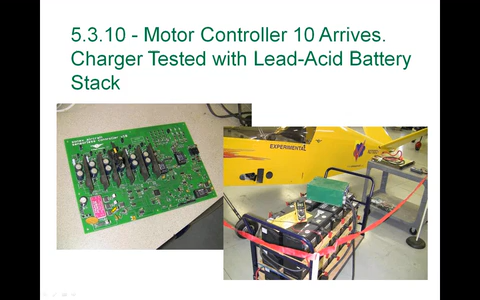 5.3.10 - Motor Controller 10 Arrives.
Charger Tested with Lead-Acid Battery
Stack
EXPERIMENTAL